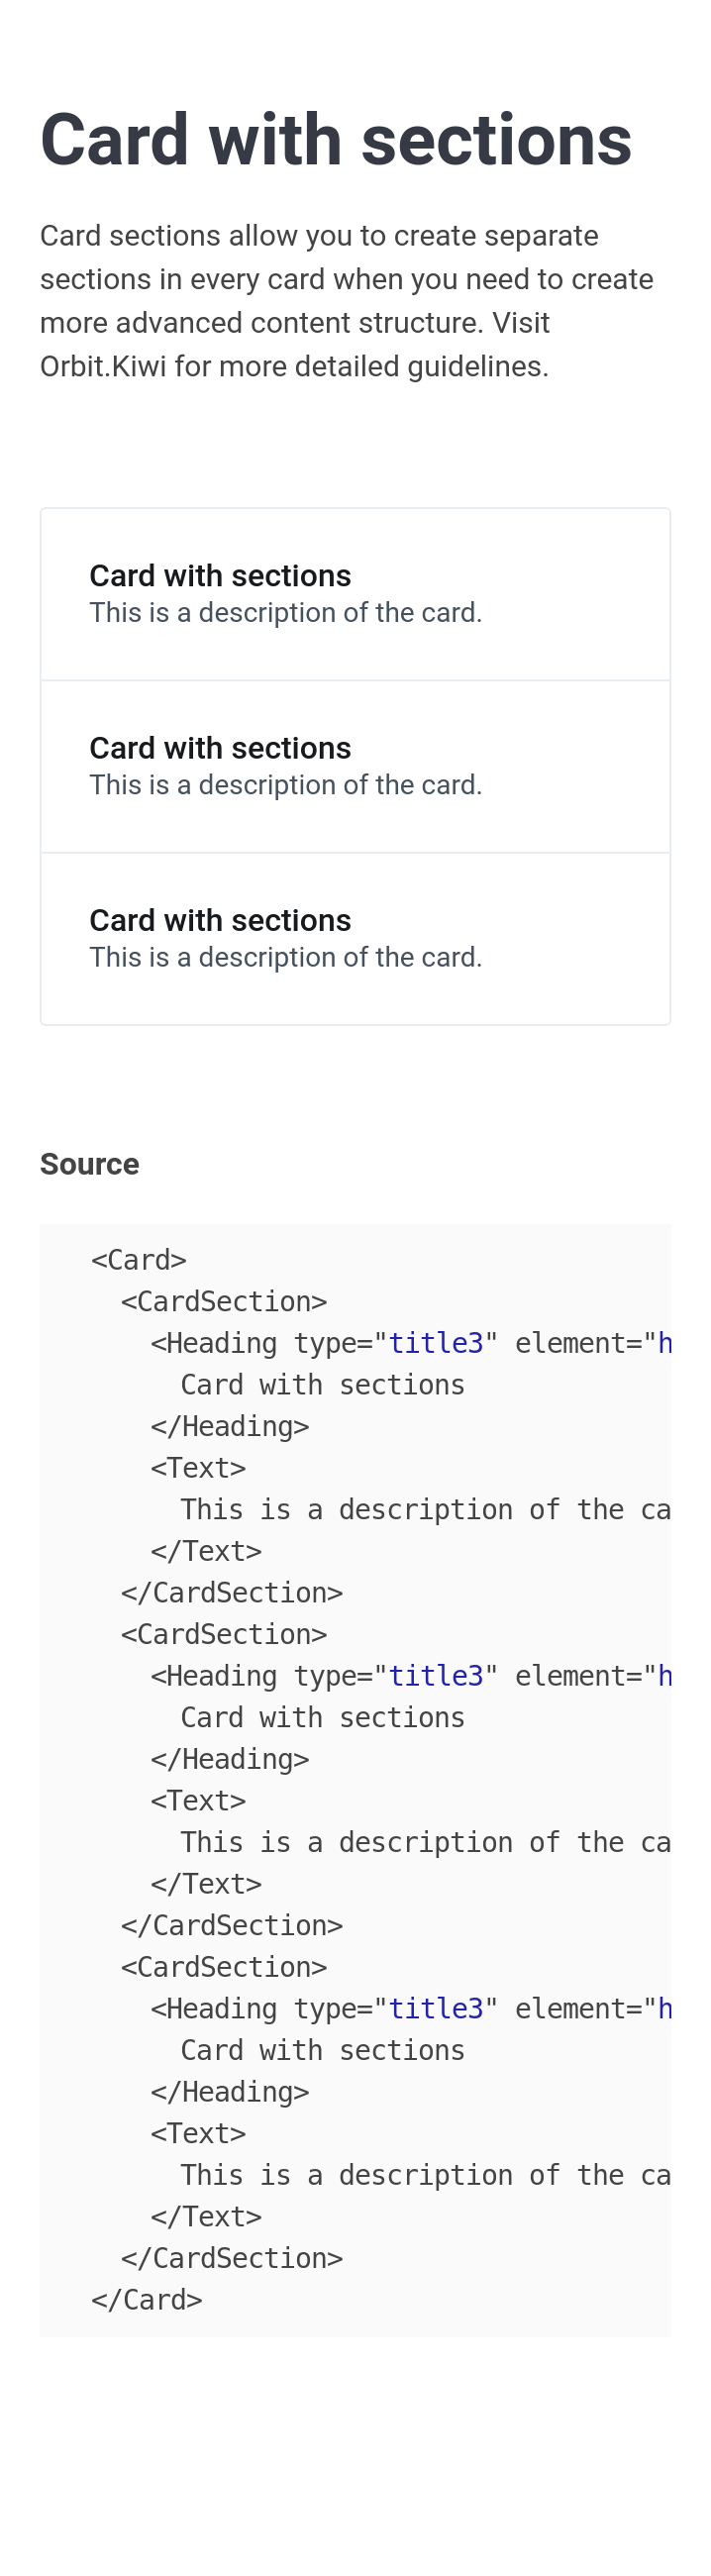 Card with sections
Card sections allow you to create separate
sections in every card when you need to create
more advanced content structure. Visit
Orbit.Kiwi for more detailed guidelines.
Card with sections
This is a description of the card.
Card with sections
This is a description of the card.
Card with sections
This is a description of the card.
Source
<Card>
<CardSection>
<Heading type="title3" element="h
Card with sections
</Heading>
<Text>
This is a description of the ca
</Text>
</CardSection>
<CardSection>
<Heading type="title3" element="h
Card with sections
</Heading>
<Text>
This is a description of the ca
</Text>
</CardSection>
<CardSection>
<Heading type="title3" element="h
Card with sections
</Heading>
<Text>
This is a description of the ca
</Text>
</CardSection>
</Card>